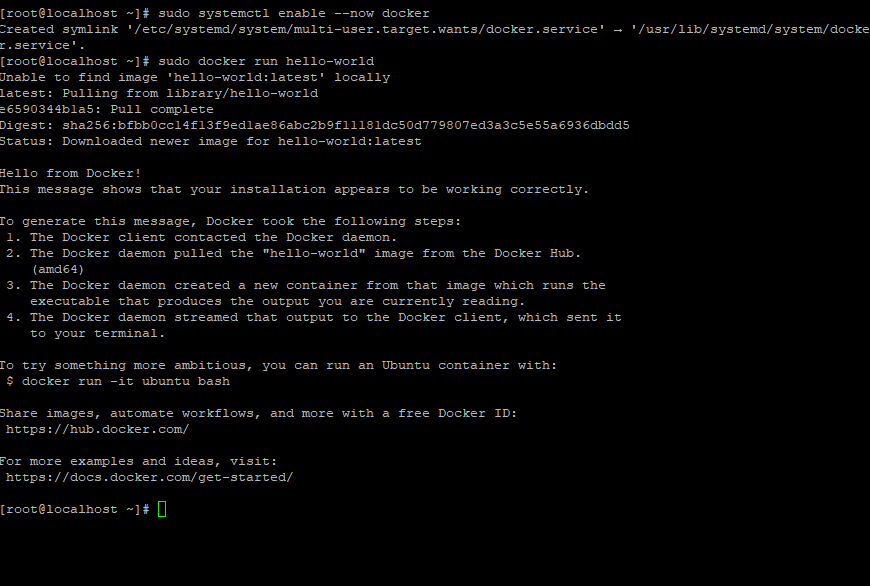 [root@localhost ~]# sudo systemctl enable --now docker
Created symlink '/etc/systemd/system/multi-user.target.wants/docker.service' → '/usr/lib/systemd/system/docke
r.service'.
[root@localhost ~]# sudo docker run hello-world
Unable to find image 'hello-world:latest' locally
latest: Pulling from library/hello-world
e6590344b1a5: Pull complete
Digest: sha256:bfbb0cc14f13f9ed1ae86abc2b9f11181dc50d779807ed3a3c5e55a6936dbdd5
Status: Downloaded newer image for hello-world:latest

Hello from Docker!
This message shows that your installation appears to be working correctly.

To generate this message, Docker took the following steps:
 1. The Docker client contacted the Docker daemon.
 2. The Docker daemon pulled the "hello-world" image from the Docker Hub.
    (amd64)
 3. The Docker daemon created a new container from that image which runs the
    executable that produces the output you are currently reading.
 4. The Docker daemon streamed that output to the Docker client, which sent it
    to your terminal.

To try something more ambitious, you can run an Ubuntu container with:
 $ docker run -it ubuntu bash

Share images, automate workflows, and more with a free Docker ID:
 https://hub.docker.com/

For more examples and ideas, visit:
 https://docs.docker.com/get-started/

[root@localhost ~]#